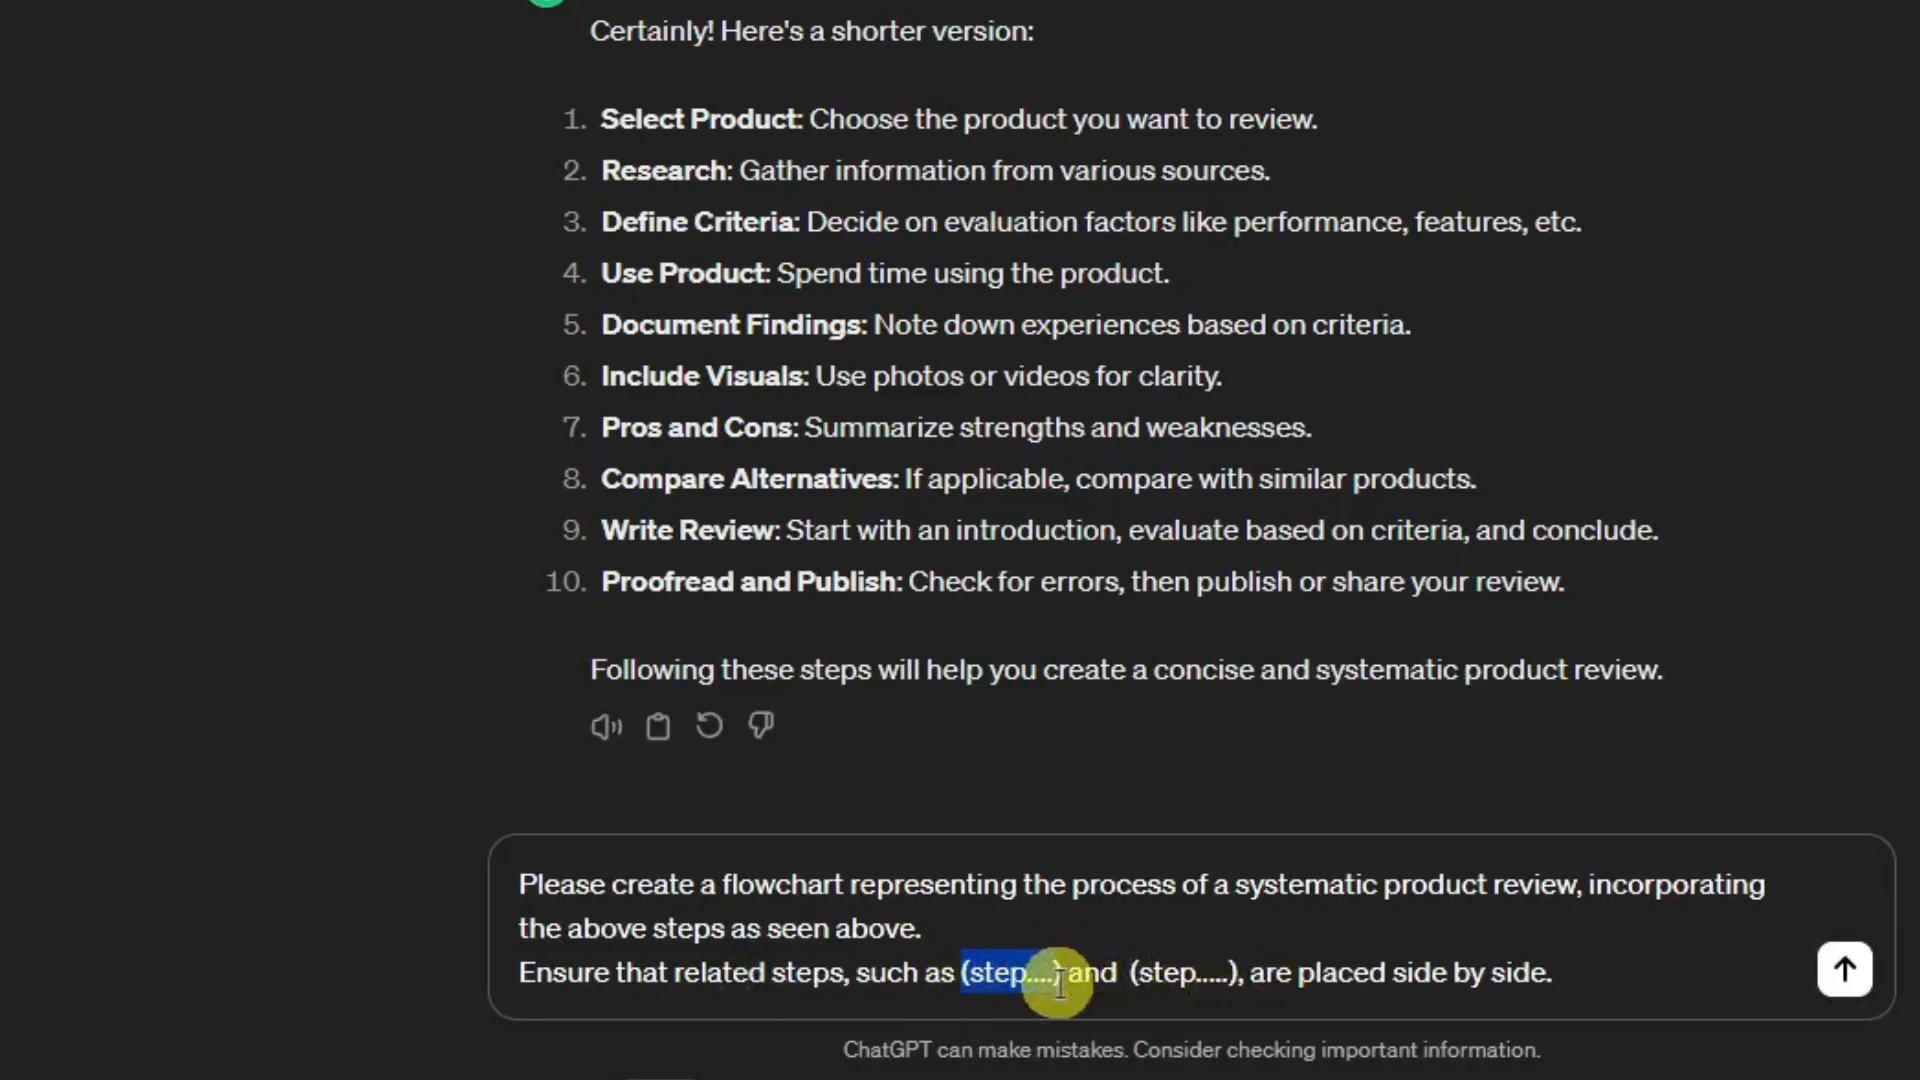 Certainly! Here's a shorter version:
1. Select Product: Choose the product you want to review.
2. Research: Gather information from various sources.
3. Define Criteria: Decide on evaluation factors like performance, features, etc.
4. Use Product: Spend time using the product.
5. Document Findings: Note down experiences based on criteria.
6. Include Visuals: Use photos or videos for clarity.
7. Pros and Cons: Summarize strengths and weaknesses.
8. Compare Alternatives: If applicable, compare with similar products.
9. Write Review: Start with an introduction, evaluate based on criteria, and conclude.
10. Proofread and Publish: Check for errors, then publish or share your review.
Following these steps will help you create a concise and systematic product review.
Please create a flowchart representing the process of a systematic product review, incorporating
the above steps as seen above.
Ensure that related steps, such as (step....) and  (step.....), are placed side by side.
ChatGPT can make mistakes. Consider checking important information.